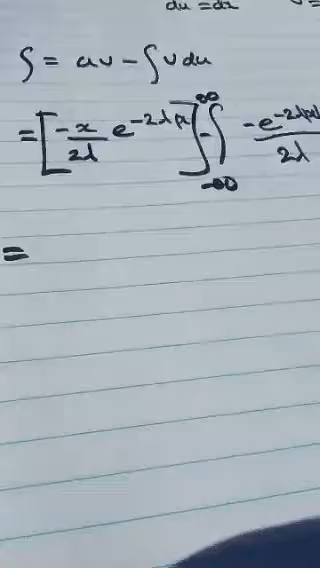 du = dx
∫ = uv - ∫ v du
= [-x/2λ e^{-2λ|x|}]^{∞} - ∫_{-∞}^{∞} -e^{-2λ|x|}/2λ
=